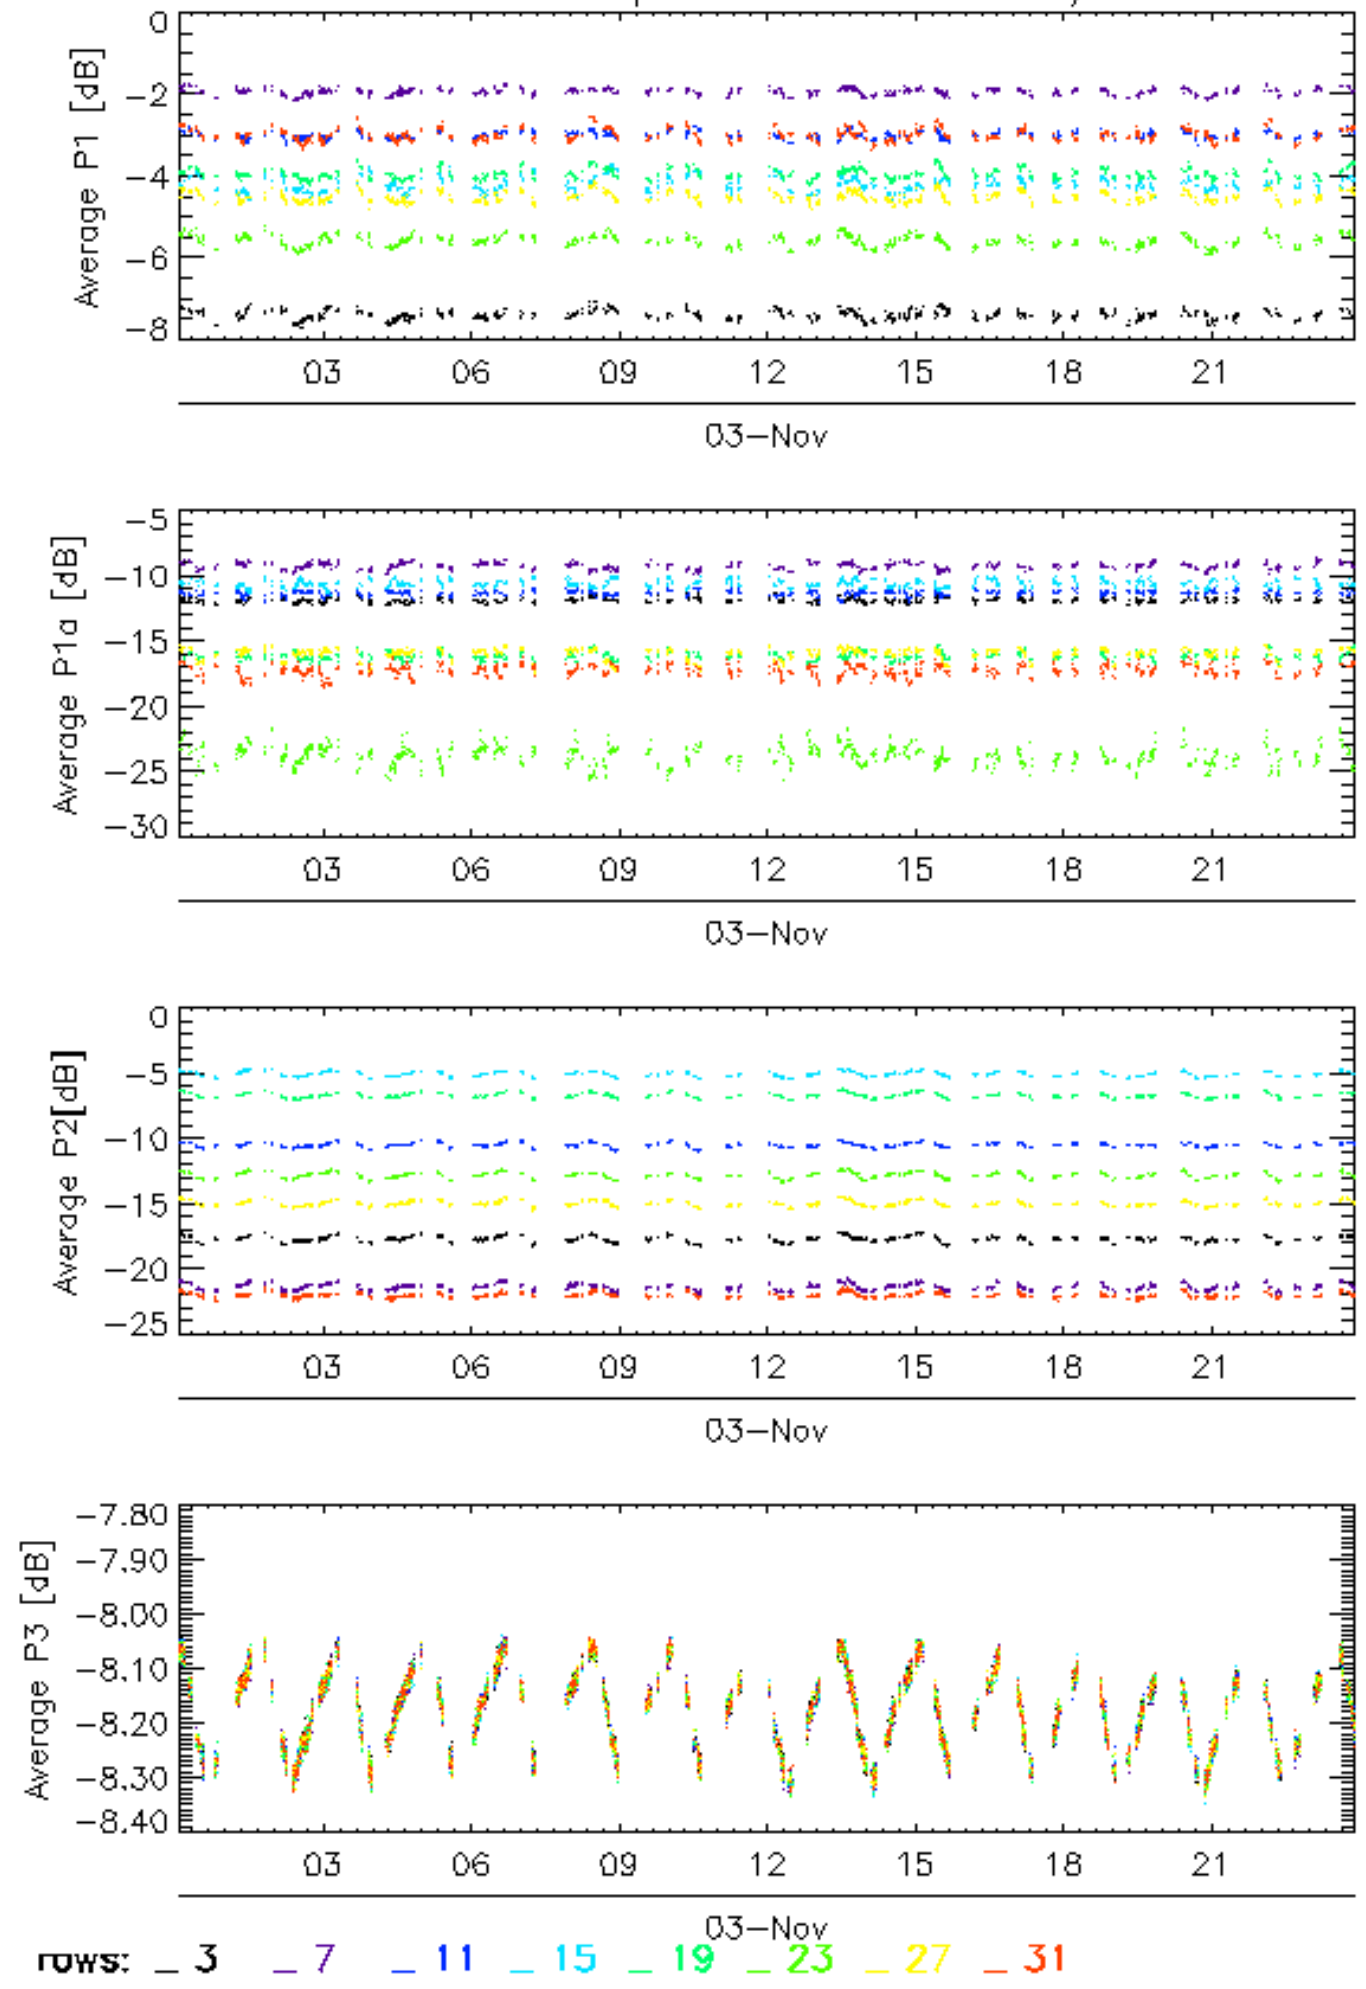 0
−2
−4
−6
−8
Average P1 [dB]
03 06 09 12 15 18 21
03−Nov
−5
−10
−15
−20
−25
−30
Average P1a [dB]
03 06 09 12 15 18 21
03−Nov
0
−5
−10
−15
−20
−25
Average P2[dB]
03 06 09 12 15 18 21
03−Nov
−7.80
−7.90
−8.00
−8.10
−8.20
−8.30
−8.40
Average P3 [dB]
03 06 09 12 15 18 21
03−Nov
rows: _ 3 _ 7 _ 11 _ 15 _ 19 _ 23 _ 27 _ 31